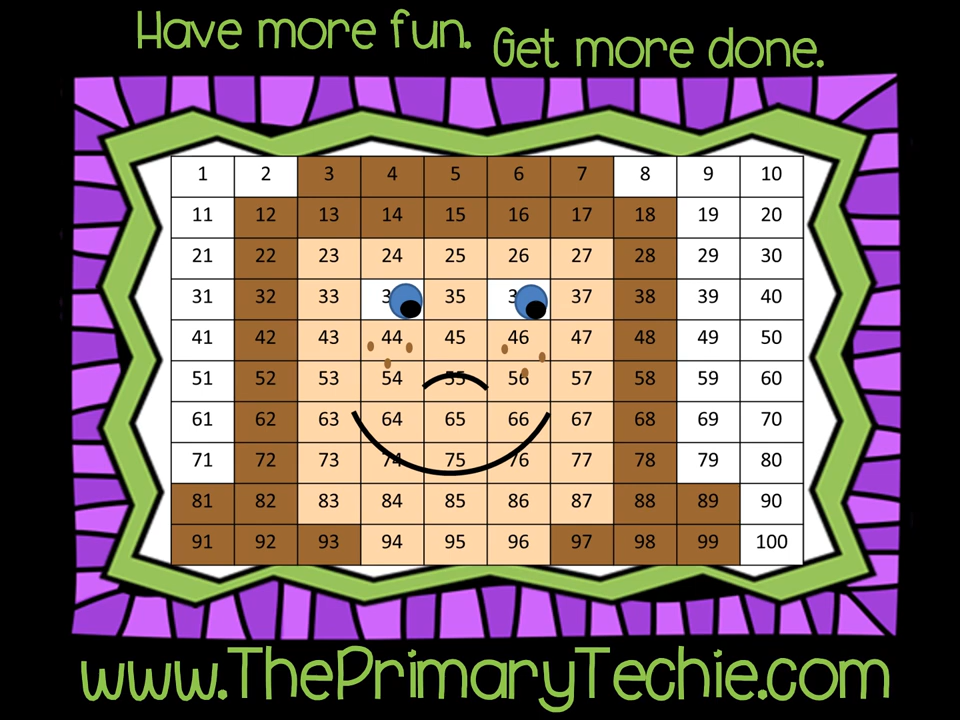 Have more fun. Get more done.
1 2 3 4 5 6 7 8 9 10
11 12 13 14 15 16 17 18 19 20
21 22 23 24 25 26 27 28 29 30
31 32 33 35 37 38 39 40
41 42 43 44 45 46 47 48 49 50
51 52 53 54 55 56 57 58 59 60
61 62 63 64 65 66 67 68 69 70
71 72 73 74 75 76 77 78 79 80
81 82 83 84 85 86 87 88 89 90
91 92 93 94 95 96 97 98 99 100
www.ThePrimaryTechie.com